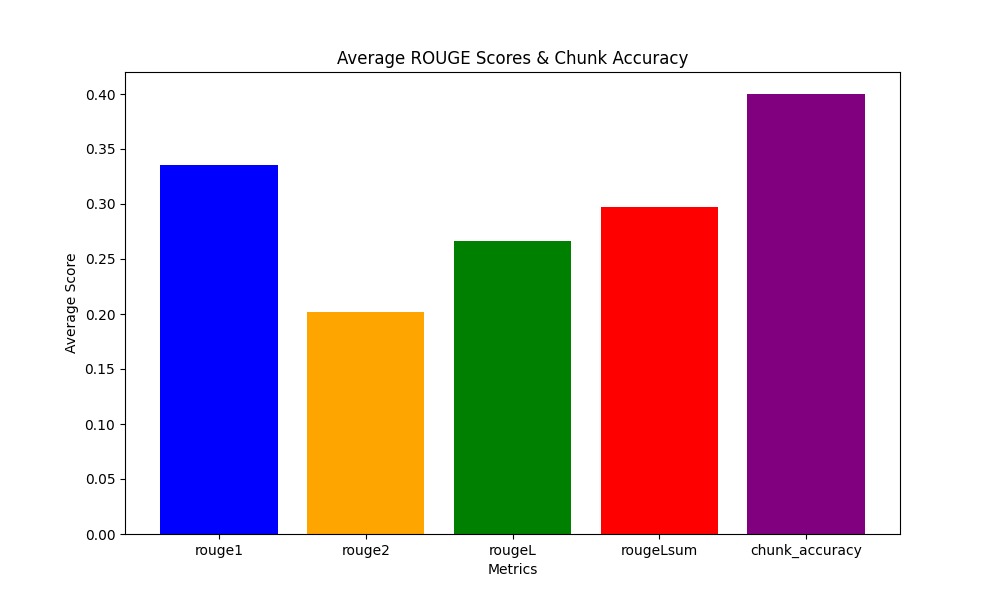 Average ROUGE Scores & Chunk Accuracy
0.40
0.35
0.30
0.25
0.20
0.15
0.10
0.05
0.00
Average Score
rouge1 rouge2 rougeL rougeLsum chunk_accuracy
Metrics